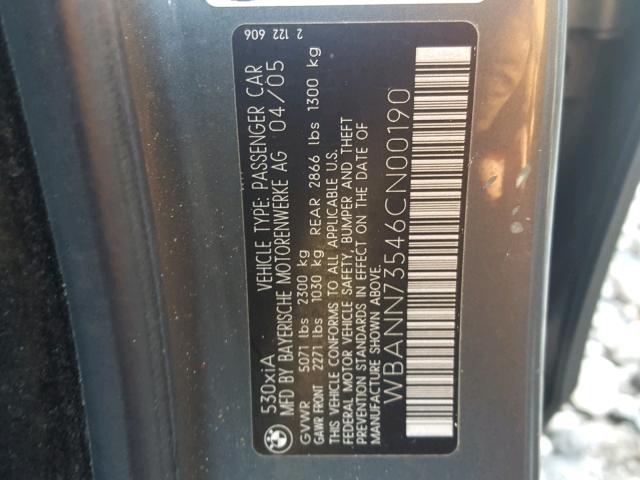 530xiA VEHICLE TYPE: PASSENGER CAR
MFD BY BAYERISCHE MOTORENWERKE AG 04/05
GVWR 5071 lbs 2300 kg
GAWR FRONT 2271 lbs 1030 kg REAR 2866 lbs 1300 kg
THIS VEHICLE CONFORMS TO ALL APPLICABLE U.S.
FEDERAL MOTOR VEHICLE SAFETY, BUMPER AND THEFT
PREVENTION STANDARDS IN EFFECT ON THE DATE OF
MANUFACTURE SHOWN ABOVE.
WBANN73546CN00190
2 122 606